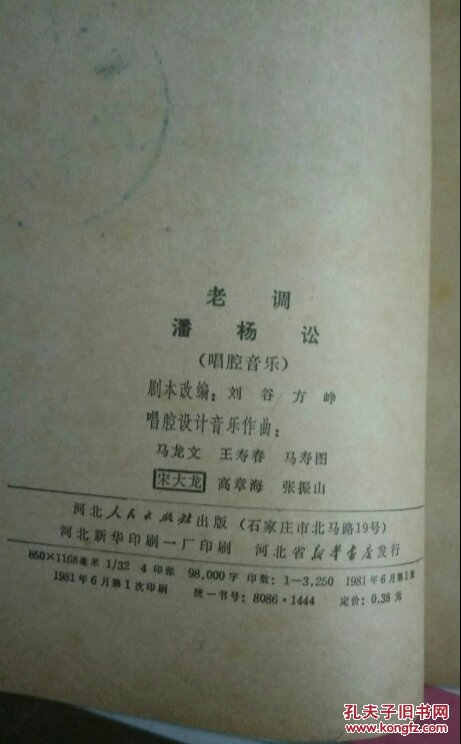 老调
潘杨讼
（唱腔音乐）
剧本改编：刘谷 方峥
唱腔设计音乐作曲：
马龙文 王寿春 马寿图
宋大龙 高章海 张振山
河北人民出版社出版（石家庄市北马路19号）
河北新华印刷一厂印刷 河北省新华书店发行
850×1168毫米 1/32 4印张 98,000字 印数：1—3,250 1981年6月第1版
1981年6月第1次印刷 统一书号：8086·1444 定价：0.38元
孔夫子旧书网
kongfz.com